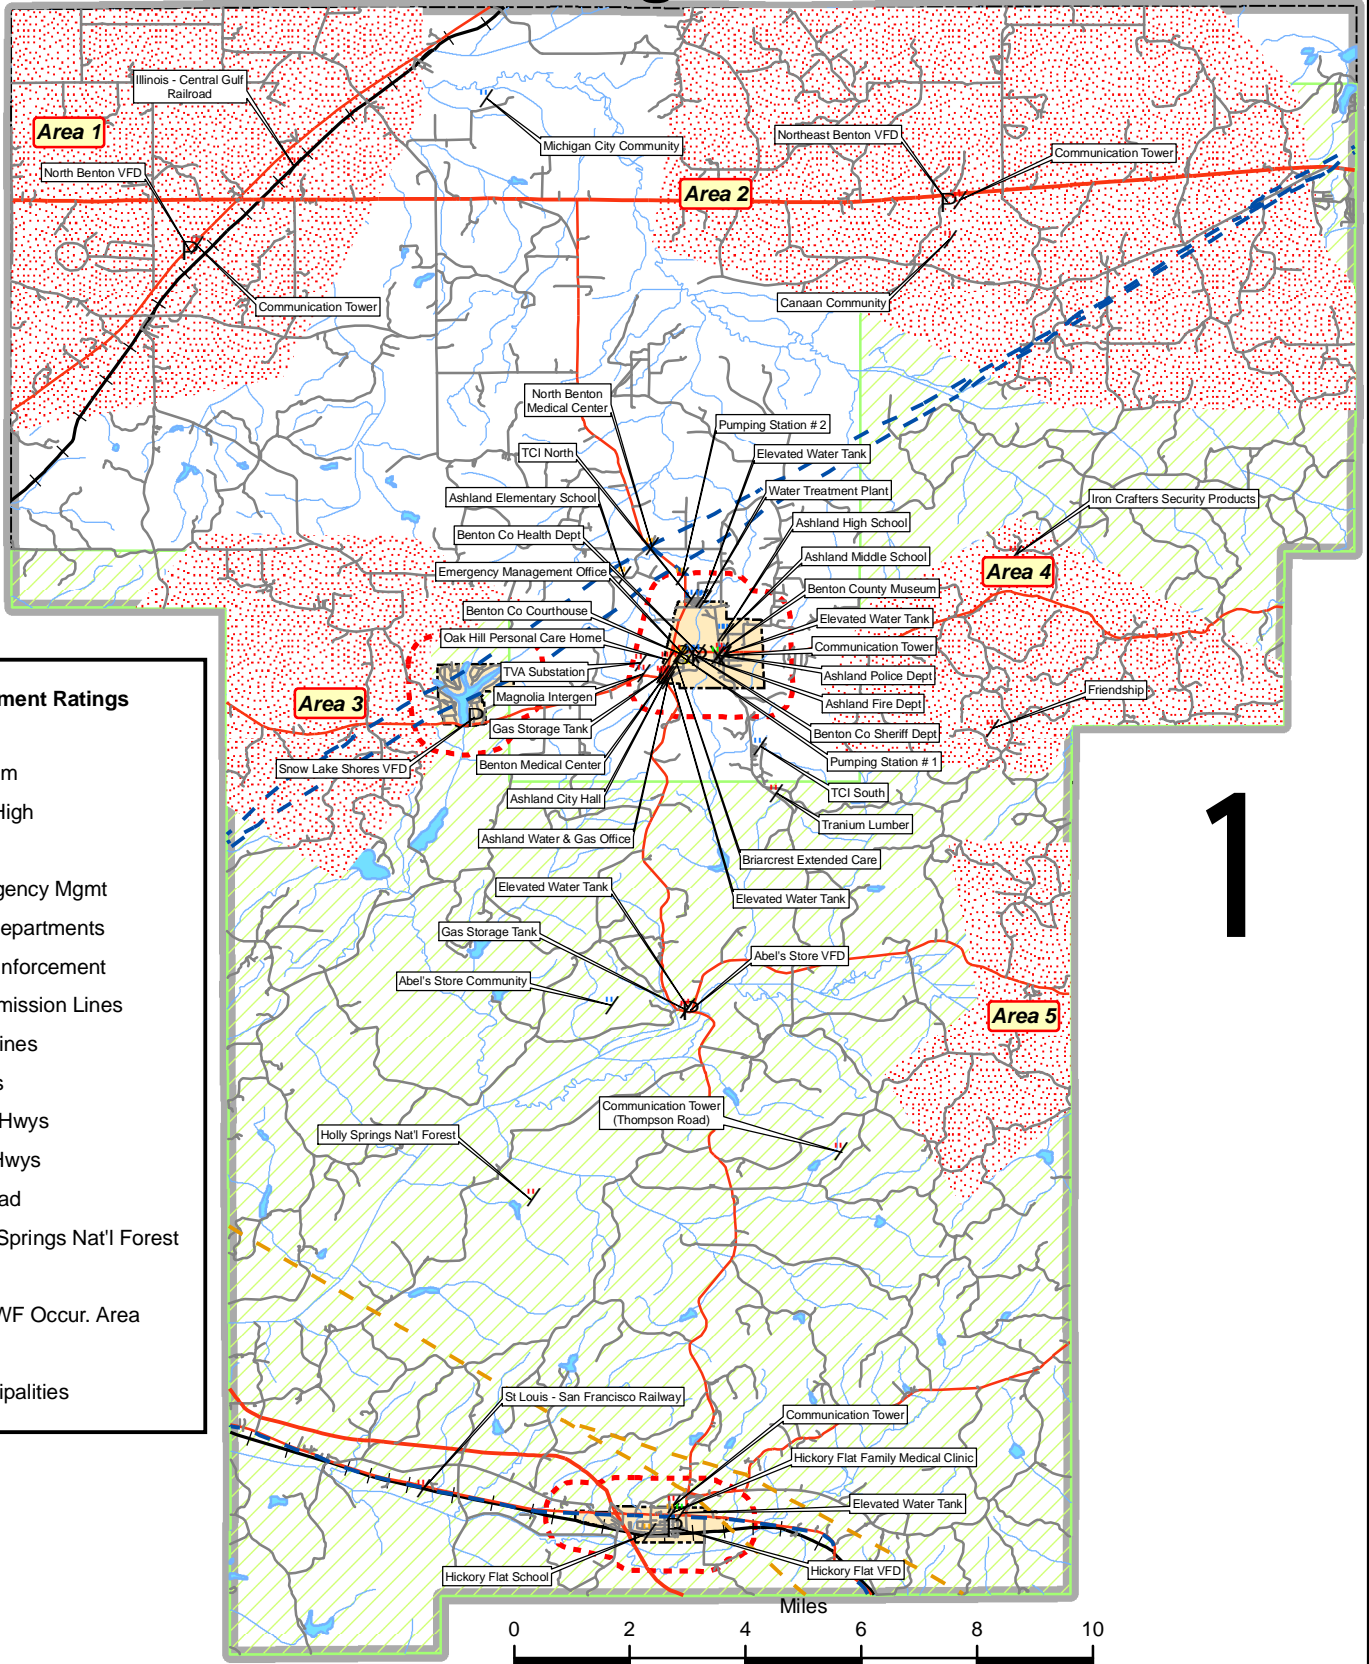 Illinois - Central Gulf
Railroad
Area 1
Michigan City Community
Northeast Benton VFD
Communication Tower
North Benton VFD
Area 2
Communication Tower
Canaan Community
North Benton
Medical Center
Pumping Station # 2
TCI North
Elevated Water Tank
Ashland Elementary School
Water Treatment Plant
Iron Crafters Security Products
Benton Co Health Dept
Ashland High School
Emergency Management Office
Ashland Middle School
Area 4
Benton County Museum
Benton Co Courthouse
Elevated Water Tank
Oak Hill Personal Care Home
Communication Tower
TVA Substation
Ashland Police Dept
Magnolia Intergen
Ashland Fire Dept
Friendship
Area 3
Gas Storage Tank
Benton Co Sheriff Dept
Snow Lake Shores VFD
Benton Medical Center
Pumping Station # 1
Ashland City Hall
TCI South
Tranium Lumber
Ashland Water & Gas Office
Briarcrest Extended Care
Elevated Water Tank
Elevated Water Tank
Gas Storage Tank
Abel's Store VFD
Abel's Store Community
Area 5
Communication Tower
(Thompson Road)
Holly Springs Nat'l Forest
St Louis - San Francisco Railway
Communication Tower
Hickory Flat Family Medical Clinic
Elevated Water Tank
Hickory Flat School
Hickory Flat VFD
ment Ratings
m
High
gency Mgmt
epartments
nforcement
mission Lines
ines
s
Hwys
Hwys
ad
Springs Nat'l Forest
WF Occur. Area
ipalities
1
Miles
0 2 4 6 8 10